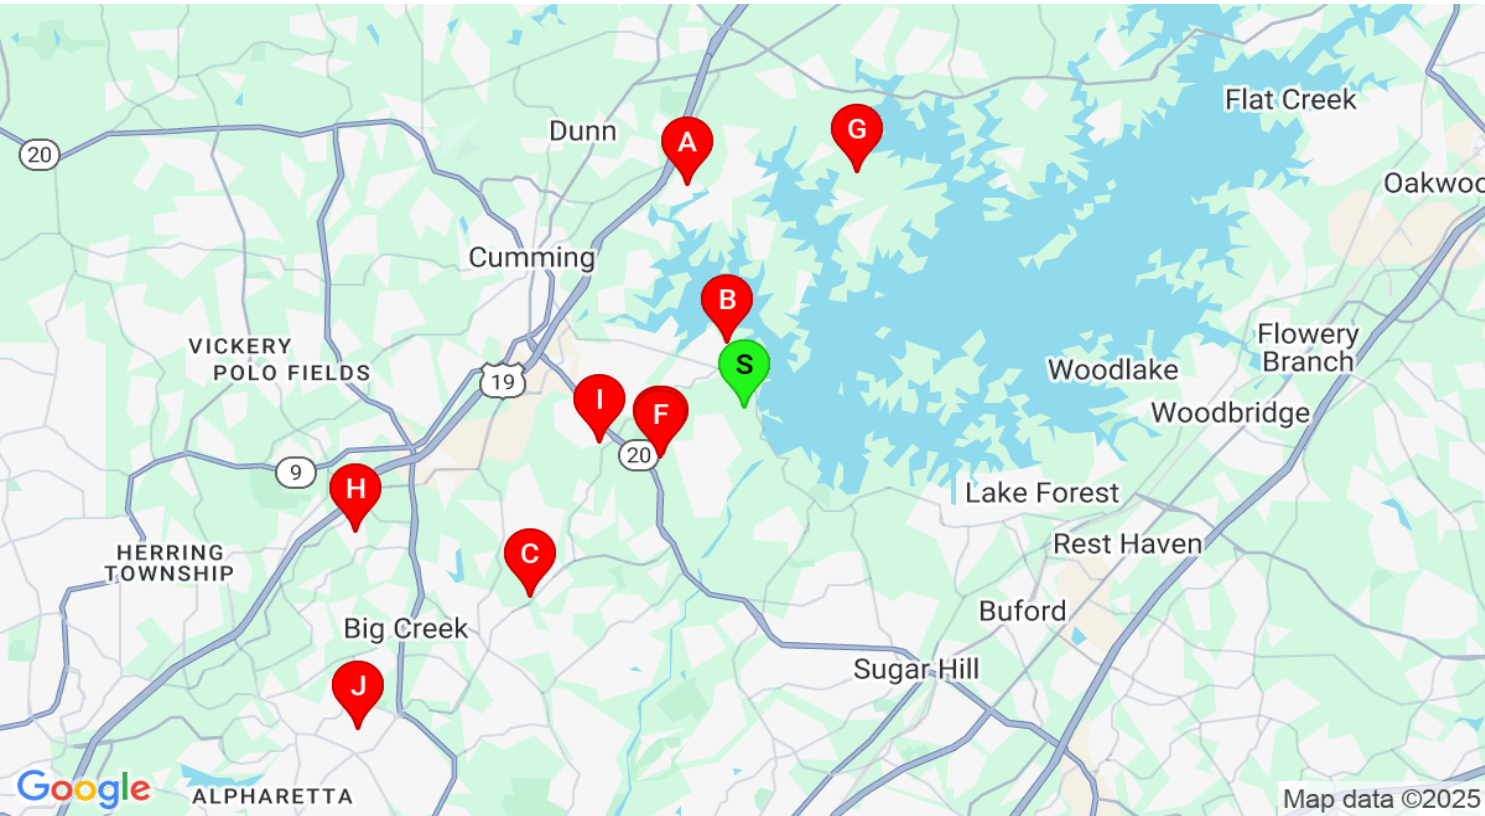 Flat Creek
Dunn
A
G
20
Oakwoo
Cumming
B
Flowery
Branch
VICKERY
POLO FIELDS
S
Woodlake
19
I
F
Woodbridge
20
9
H
Lake Forest
HERRING
TOWNSHIP
C
Rest Haven
Big Creek
Buford
Sugar Hill
J
Google
ALPHARETTA
Map data ©2025